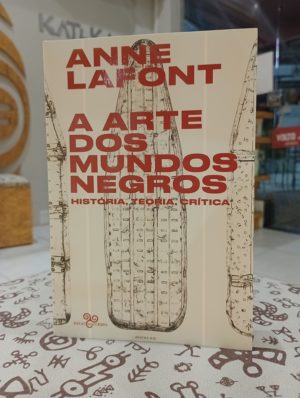 ANNE
LAFONT
A ARTE
DOS
MUNDOS
NEGROS
HISTÓRIA, TEORIA, CRÍTICA